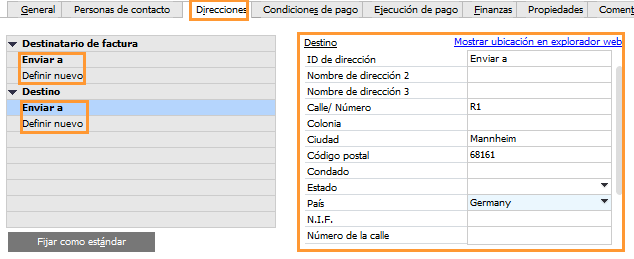 General Personas de contacto Direcciones Condiciones de pago Ejecución de pago Finanzas Propiedades Coment
Destinatario de factura
Enviar a
Definir nuevo
Destino
Enviar a
Definir nuevo
Fijar como estándar
Destino Mostrar ubicación en explorador web
ID de dirección Enviar a
Nombre de dirección 2
Nombre de dirección 3
Calle/ Número R1
Colonia
Ciudad Mannheim
Código postal 68161
Condado
Estado
País Germany
N.I.F.
Número de la calle